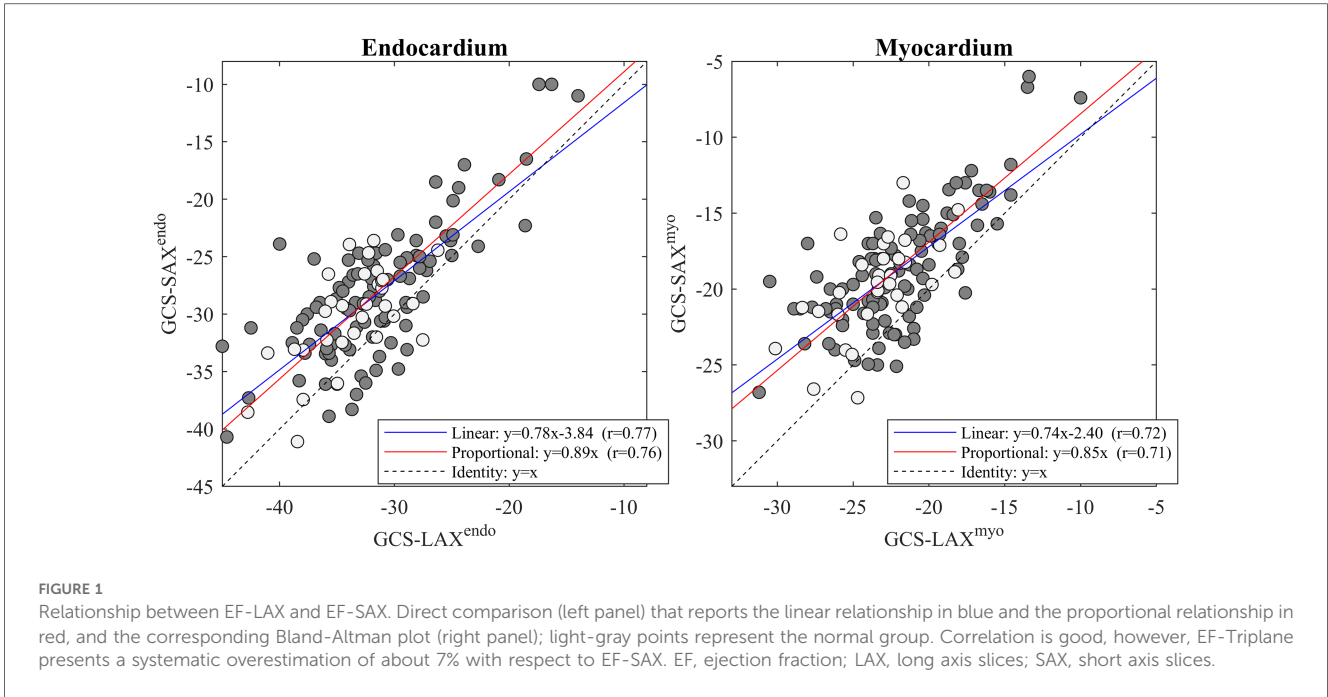 Endocardium
-10
-15
-20
-25
-30
-35
-40
-45
GCS-SAX^endo
-40
-30
-20
-10
GCS-LAX^endo
Linear: y=0.78x-3.84 (r=0.77)
Proportional: y=0.89x (r=0.76)
Identity: y=x
Myocardium
-5
-10
-15
-20
-25
-30
GCS-SAX^myo
-30
-25
-20
-15
-10
-5
GCS-LAX^myo
Linear: y=0.74x-2.40 (r=0.72)
Proportional: y=0.85x (r=0.71)
Identity: y=x
FIGURE 1
Relationship between EF-LAX and EF-SAX. Direct comparison (left panel) that reports the linear relationship in blue and the proportional relationship in
red, and the corresponding Bland-Altman plot (right panel); light-gray points represent the normal group. Correlation is good, however, EF-Triplane
presents a systematic overestimation of about 7% with respect to EF-SAX. EF, ejection fraction; LAX, long axis slices; SAX, short axis slices.